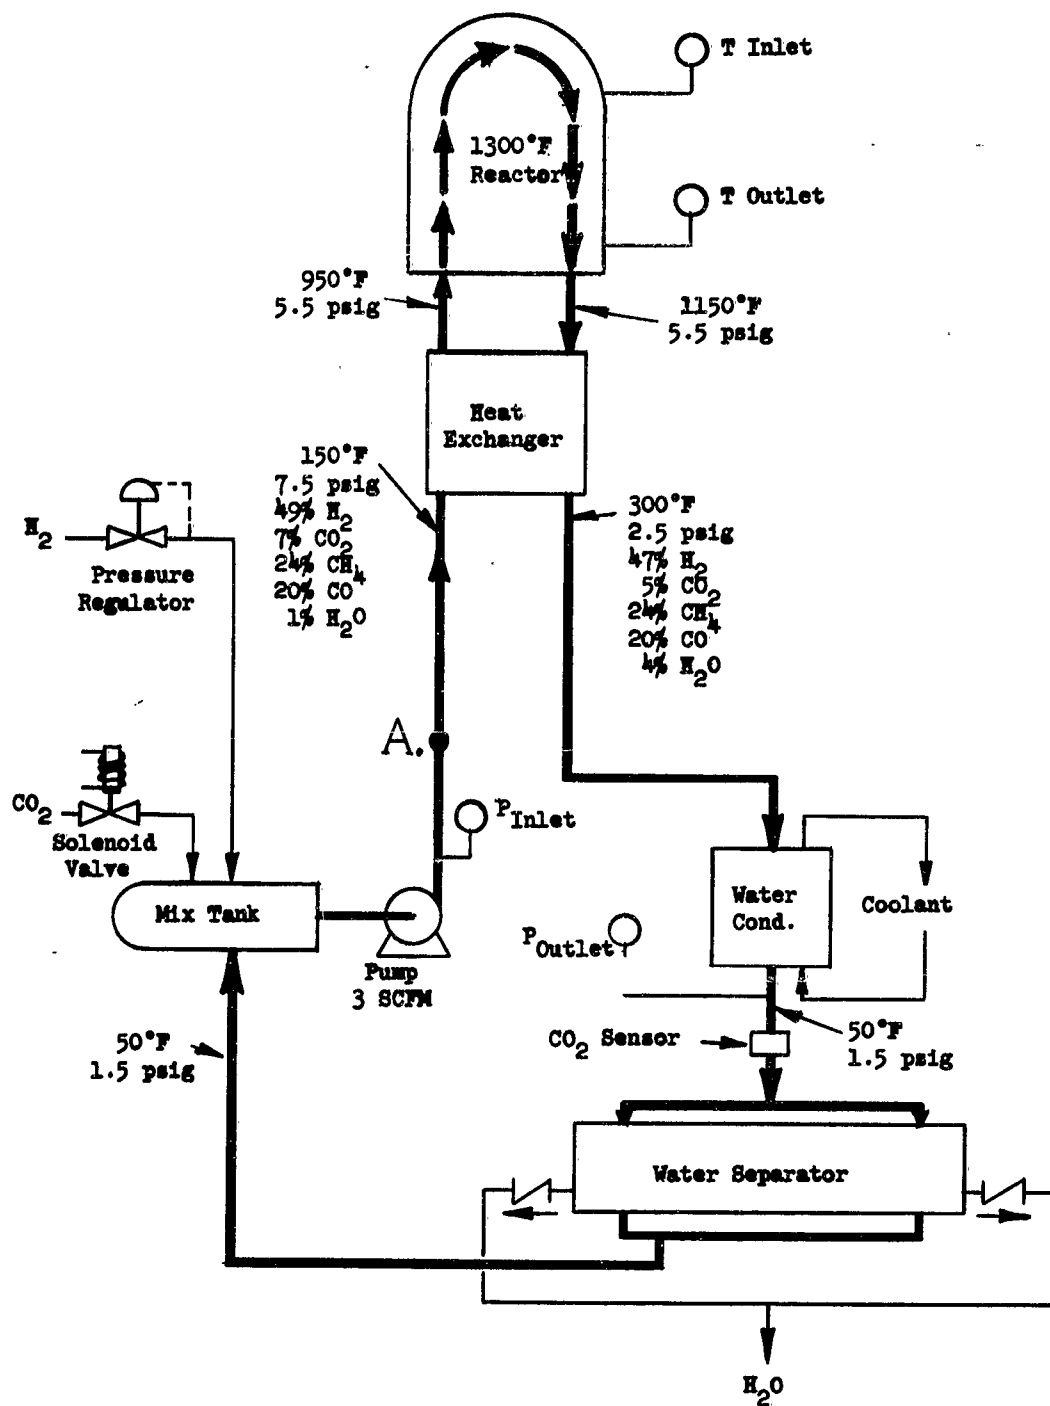 T Inlet
1300°F
Reactor
T Outlet
950°F
5.5 psig
1150°F
5.5 psig
Heat
Exchanger
150°F
7.5 psig
49% H2
7% CO2
24% CH4
20% CO
1% H2O
300°F
2.5 psig
47% H2
5% CO2
24% CH4
20% CO
4% H2O
H2
Pressure
Regulator
A.
CO2
Solenoid
Valve
P Inlet
Mix Tank
Water
Cond.
Coolant
P Outlet
Pump
3 SCFM
50°F
1.5 psig
CO2 Sensor
50°F
1.5 psig
Water Separator
H2O